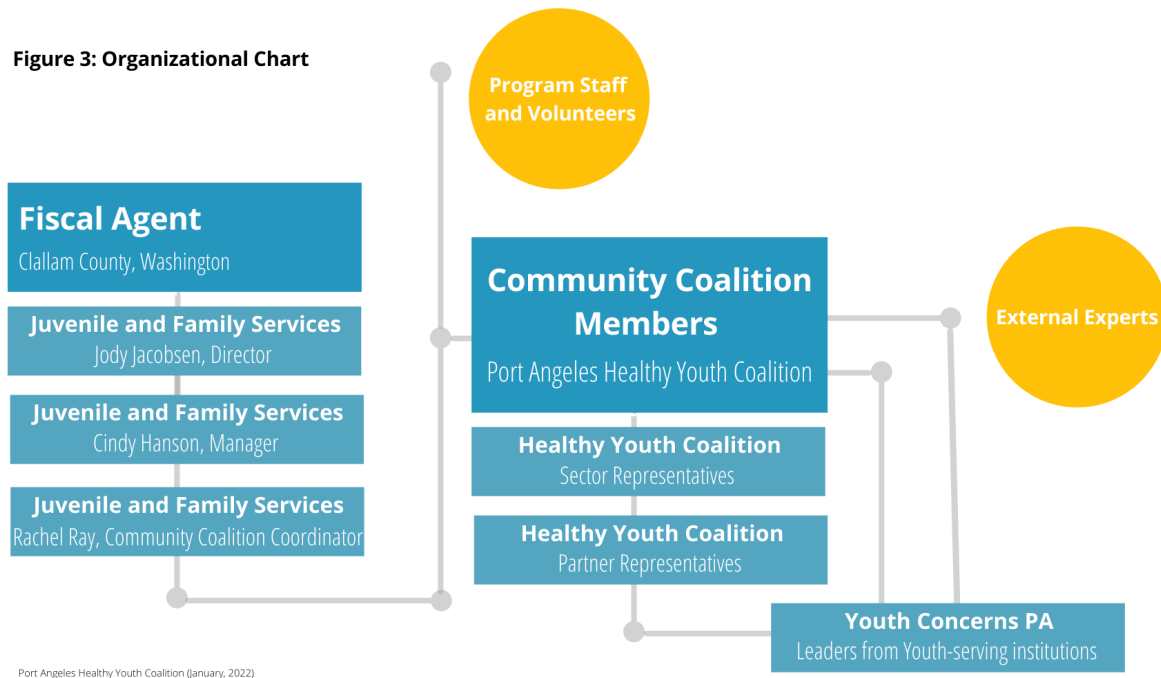 Figure 3: Organizational Chart
Program Staff
and Volunteers
Fiscal Agent
Clallam County, Washington
Juvenile and Family Services
Jody Jacobsen, Director
Juvenile and Family Services
Cindy Hanson, Manager
Juvenile and Family Services
Rachel Ray, Community Coalition Coordinator
Community Coalition
Members
Port Angeles Healthy Youth Coalition
Healthy Youth Coalition
Sector Representatives
Healthy Youth Coalition
Partner Representatives
External Experts
Youth Concerns PA
Leaders from Youth-serving institutions
Port Angeles Healthy Youth Coalition (January, 2022)